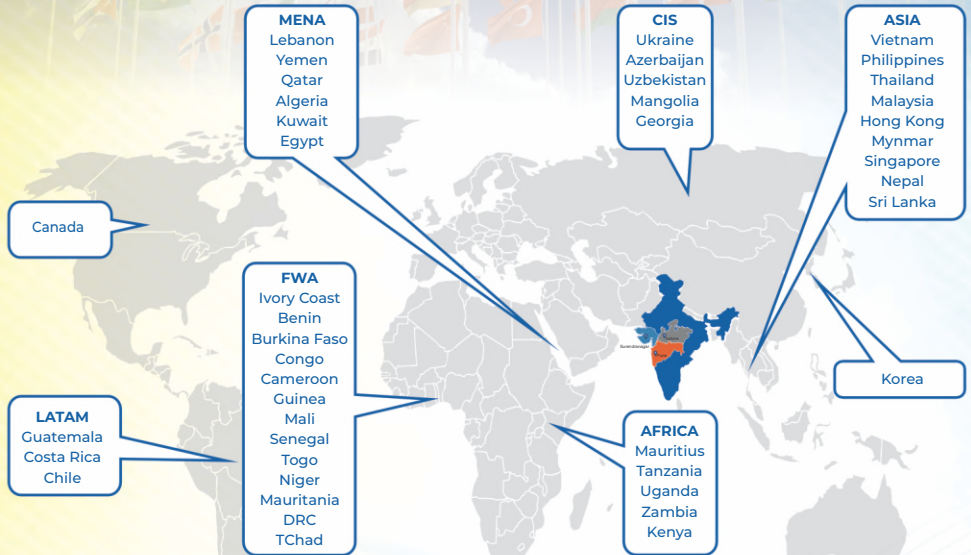 MENA
Lebanon
Yemen
Qatar
Algeria
Kuwait
Egypt
CIS
Ukraine
Azerbaijan
Uzbekistan
Mangolia
Georgia
ASIA
Vietnam
Philippines
Thailand
Malaysia
Hong Kong
Mynmar
Singapore
Nepal
Sri Lanka
Canada
FWA
Ivory Coast
Benin
Burkina Faso
Congo
Cameroon
Guinea
Mali
Senegal
Togo
Niger
Mauritania
DRC
TChad
Surendranagar
Korea
LATAM
Guatemala
Costa Rica
Chile
AFRICA
Mauritius
Tanzania
Uganda
Zambia
Kenya